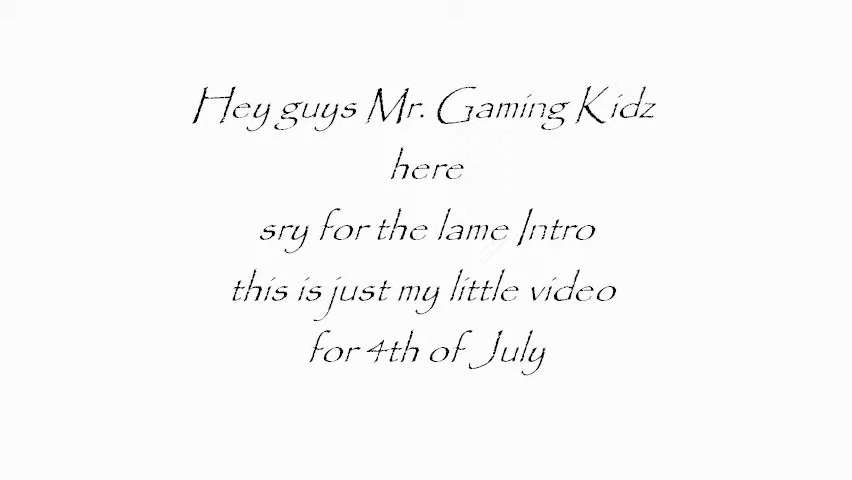 Hey guys Mr. Gaming Kidz
here
sry for the lame Intro
this is just my little video
for 4th of July